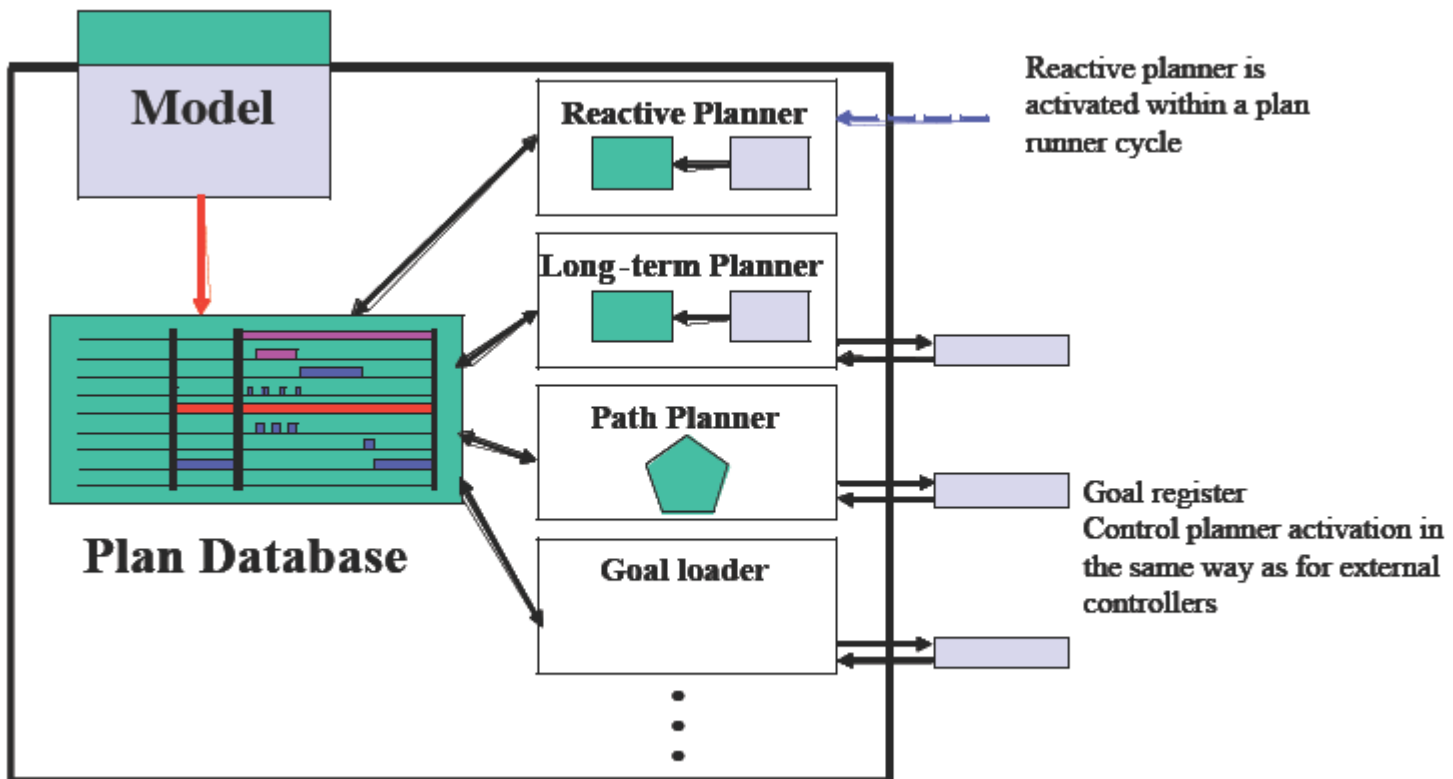 Model
Reactive Planner
Reactive planner is
activated within a plan
runner cycle
Long-term Planner
Path Planner
Plan Database
Goal loader
Goal register
Control planner activation in
the same way as for external
controllers